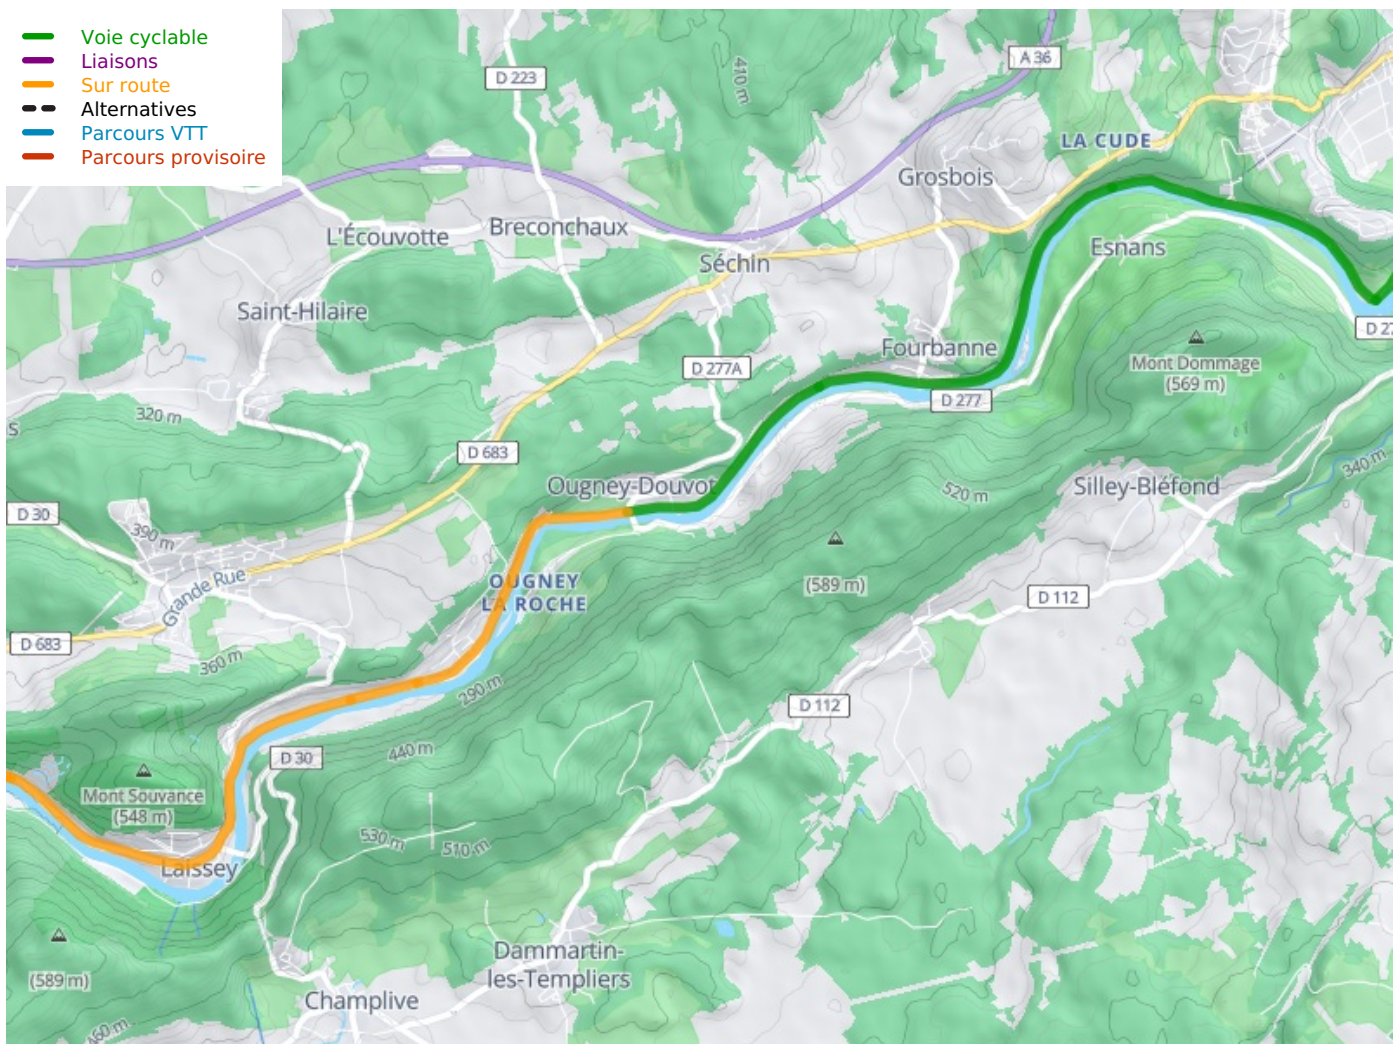 Voie cyclable
Liaisons
Sur route
Alternatives
Parcours VTT
Parcours provisoire
D 223
410 m
A 36
LA CUDE
Grosbois
L'Écouvotte
Breconchaux
Séchin
Esnans
Saint-Hilaire
D 27
Fourbanne
Mont Dommage
(569 m)
D 277A
D 277
320 m
S
D 683
Ougney-Douvot
520 m
Silley-Bléfond
340 m
D 30
390 m
Grande Rue
OUGNEY
LA ROCHE
(589 m)
D 112
D 683
360 m
290 m
D 112
440 m
D 30
Mont Souvance
(548 m)
530 m
510 m
Laissey
(589 m)
Dammartin-
les-Templiers
Champlive
460 m